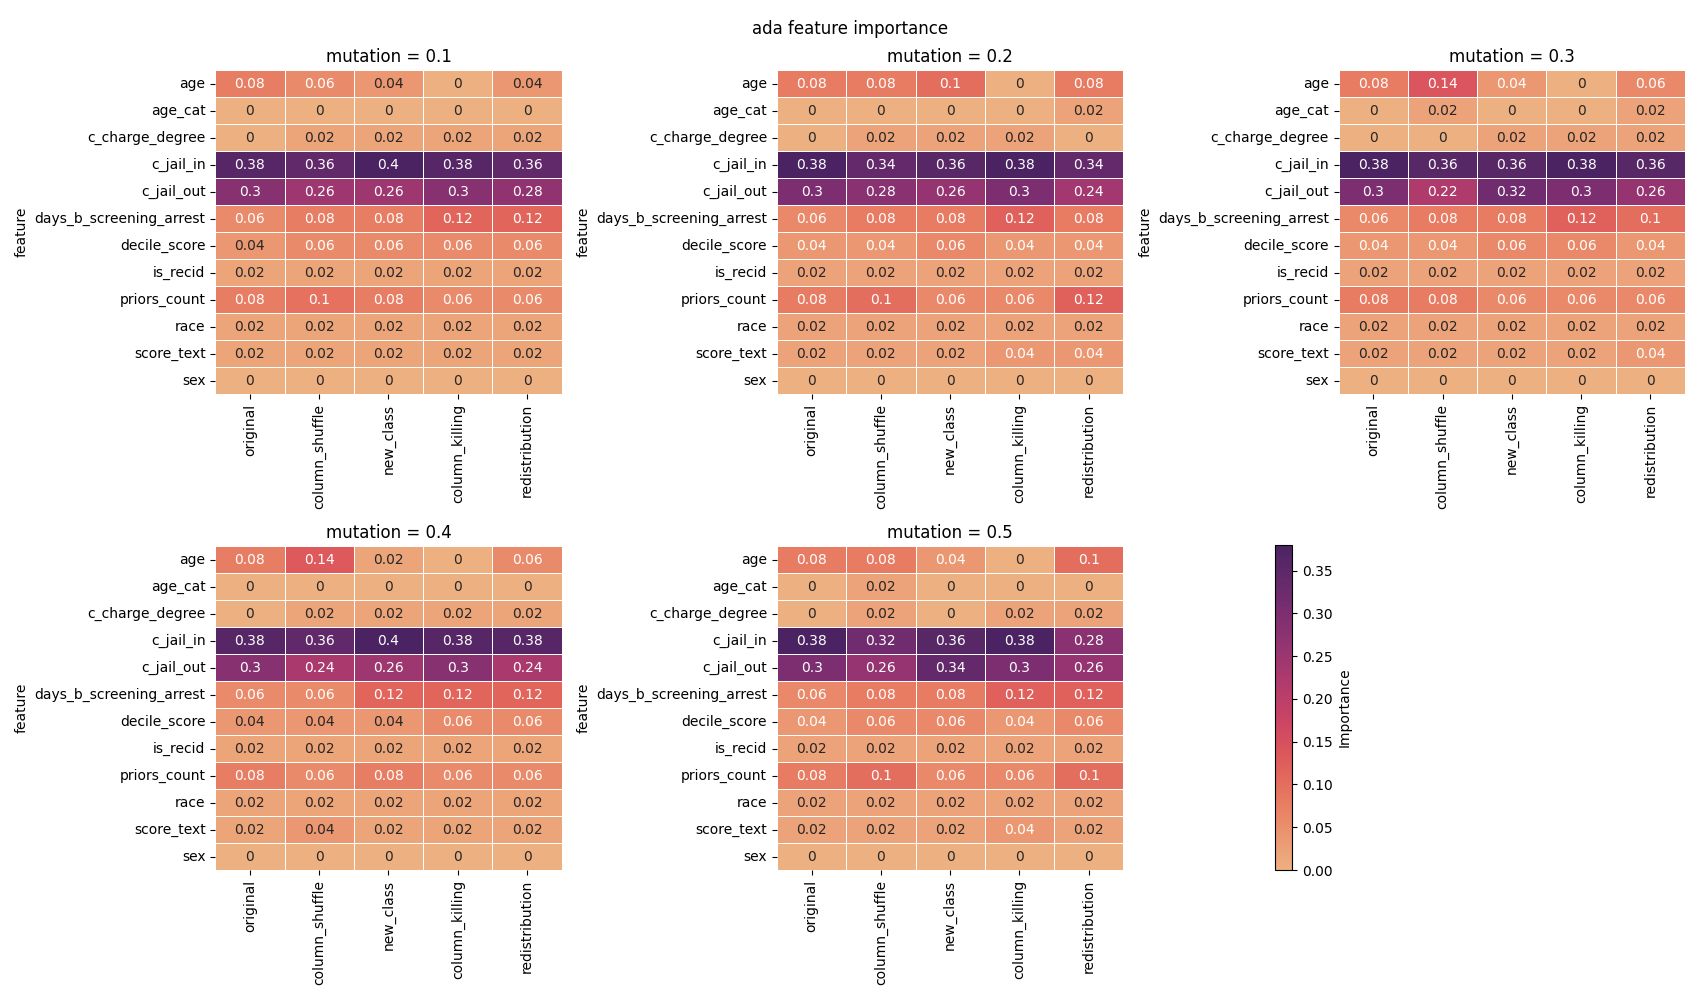 ada feature importance
mutation = 0.1
feature
age 0.08 0.06 0.04 0 0.04
age_cat 0 0 0 0 0
c_charge_degree 0 0.02 0.02 0.02 0.02
c_jail_in 0.38 0.36 0.4 0.38 0.36
c_jail_out 0.3 0.26 0.26 0.3 0.28
days_b_screening_arrest 0.06 0.08 0.08 0.12 0.12
decile_score 0.04 0.06 0.06 0.06 0.06
is_recid 0.02 0.02 0.02 0.02 0.02
priors_count 0.08 0.1 0.08 0.06 0.06
race 0.02 0.02 0.02 0.02 0.02
score_text 0.02 0.02 0.02 0.02 0.02
sex 0 0 0 0 0
original column_shuffle new_class column_killing redistribution
mutation = 0.2
feature
age 0.08 0.08 0.1 0 0.08
age_cat 0 0 0 0 0.02
c_charge_degree 0 0.02 0.02 0.02 0
c_jail_in 0.38 0.34 0.36 0.38 0.34
c_jail_out 0.3 0.28 0.26 0.3 0.24
days_b_screening_arrest 0.06 0.08 0.08 0.12 0.08
decile_score 0.04 0.04 0.06 0.04 0.04
is_recid 0.02 0.02 0.02 0.02 0.02
priors_count 0.08 0.1 0.06 0.06 0.12
race 0.02 0.02 0.02 0.02 0.02
score_text 0.02 0.02 0.02 0.04 0.04
sex 0 0 0 0 0
original column_shuffle new_class column_killing redistribution
mutation = 0.3
feature
age 0.08 0.14 0.04 0 0.06
age_cat 0 0.02 0 0 0.02
c_charge_degree 0 0 0.02 0.02 0.02
c_jail_in 0.38 0.36 0.36 0.38 0.36
c_jail_out 0.3 0.22 0.32 0.3 0.26
days_b_screening_arrest 0.06 0.08 0.08 0.12 0.1
decile_score 0.04 0.04 0.06 0.06 0.04
is_recid 0.02 0.02 0.02 0.02 0.02
priors_count 0.08 0.08 0.06 0.06 0.06
race 0.02 0.02 0.02 0.02 0.02
score_text 0.02 0.02 0.02 0.02 0.04
sex 0 0 0 0 0
original column_shuffle new_class column_killing redistribution
mutation = 0.4
feature
age 0.08 0.14 0.02 0 0.06
age_cat 0 0 0 0 0
c_charge_degree 0 0.02 0.02 0.02 0.02
c_jail_in 0.38 0.36 0.4 0.38 0.38
c_jail_out 0.3 0.24 0.26 0.3 0.24
days_b_screening_arrest 0.06 0.06 0.12 0.12 0.12
decile_score 0.04 0.04 0.04 0.06 0.06
is_recid 0.02 0.02 0.02 0.02 0.02
priors_count 0.08 0.06 0.08 0.06 0.06
race 0.02 0.02 0.02 0.02 0.02
score_text 0.02 0.04 0.02 0.02 0.02
sex 0 0 0 0 0
original column_shuffle new_class column_killing redistribution
mutation = 0.5
feature
age 0.08 0.08 0.04 0 0.1
age_cat 0 0.02 0 0 0
c_charge_degree 0 0.02 0 0.02 0.02
c_jail_in 0.38 0.32 0.36 0.38 0.28
c_jail_out 0.3 0.26 0.34 0.3 0.26
days_b_screening_arrest 0.06 0.08 0.08 0.12 0.12
decile_score 0.04 0.06 0.06 0.04 0.06
is_recid 0.02 0.02 0.02 0.02 0.02
priors_count 0.08 0.1 0.06 0.06 0.1
race 0.02 0.02 0.02 0.02 0.02
score_text 0.02 0.02 0.02 0.04 0.02
sex 0 0 0 0 0
original column_shuffle new_class column_killing redistribution
0.35
0.30
0.25
0.20
0.15
0.10
0.05
0.00
Importance